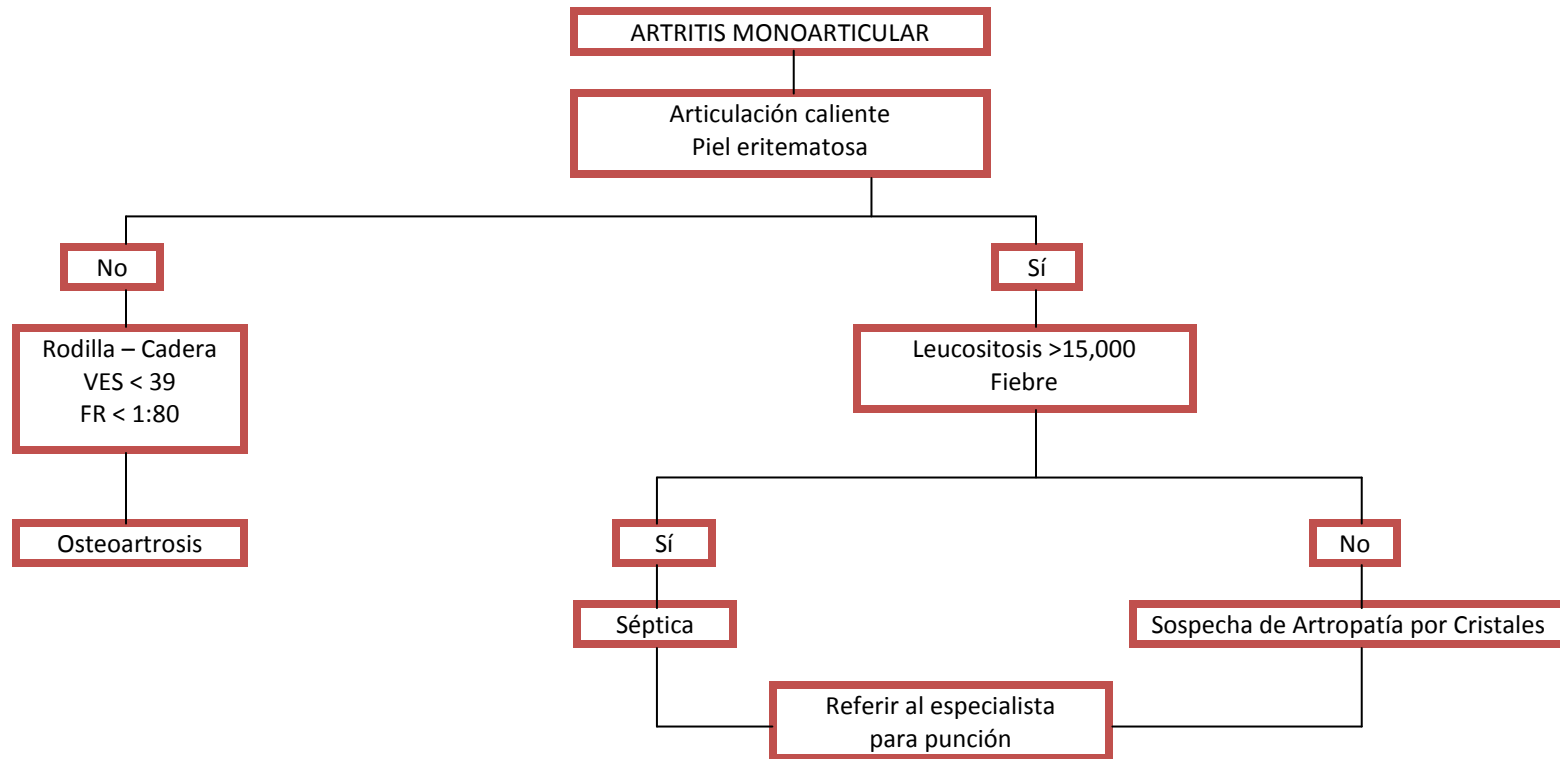 ARTRITIS MONOARTICULAR
Articulación caliente
Piel eritematosa
No
Sí
Rodilla – Cadera
VES < 39
FR < 1:80
Leucositosis >15,000
Fiebre
Osteoartrosis
Sí
No
Séptica
Sospecha de Artropatía por Cristales
Referir al especialista
para punción